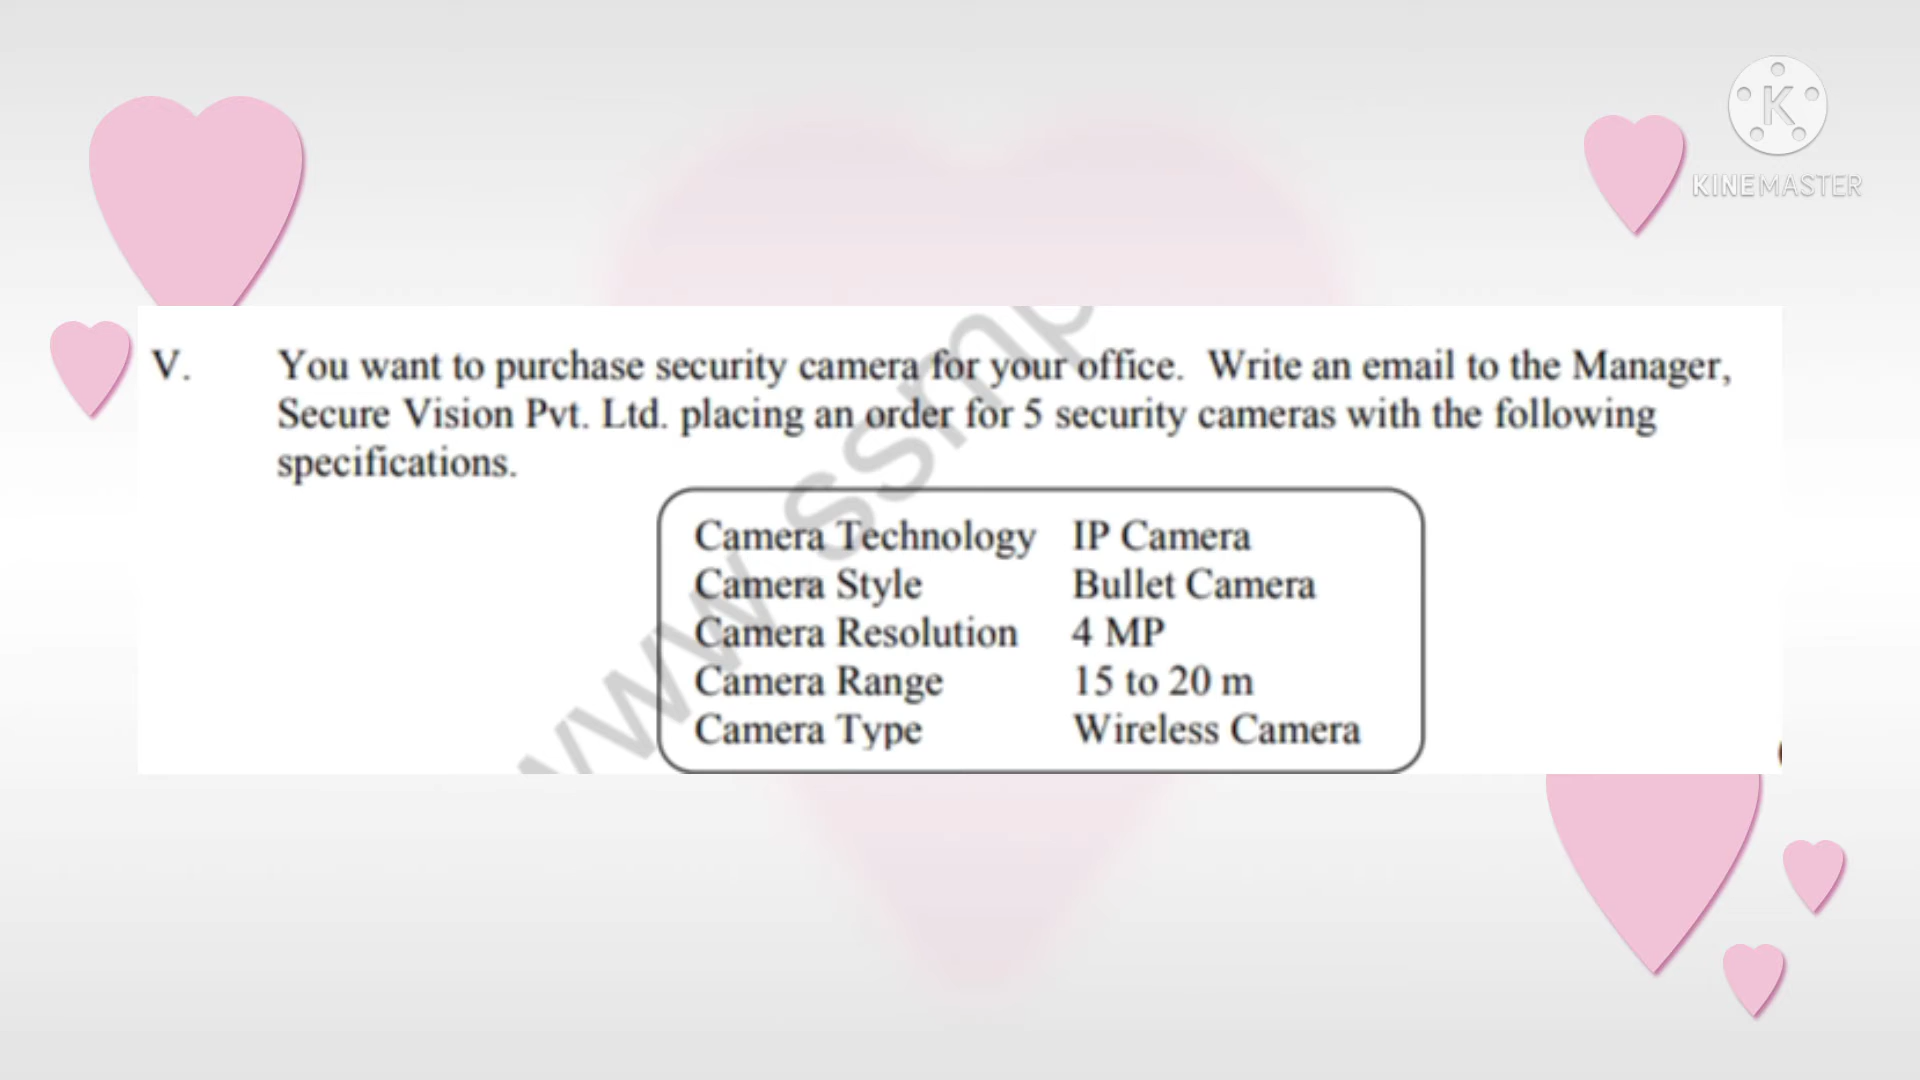 K
KINEMASTER
V. You want to purchase security camera for your office. Write an email to the Manager,
Secure Vision Pvt. Ltd. placing an order for 5 security cameras with the following
specifications.
Camera Technology IP Camera
Camera Style Bullet Camera
Camera Resolution 4 MP
Camera Range 15 to 20 m
Camera Type Wireless Camera